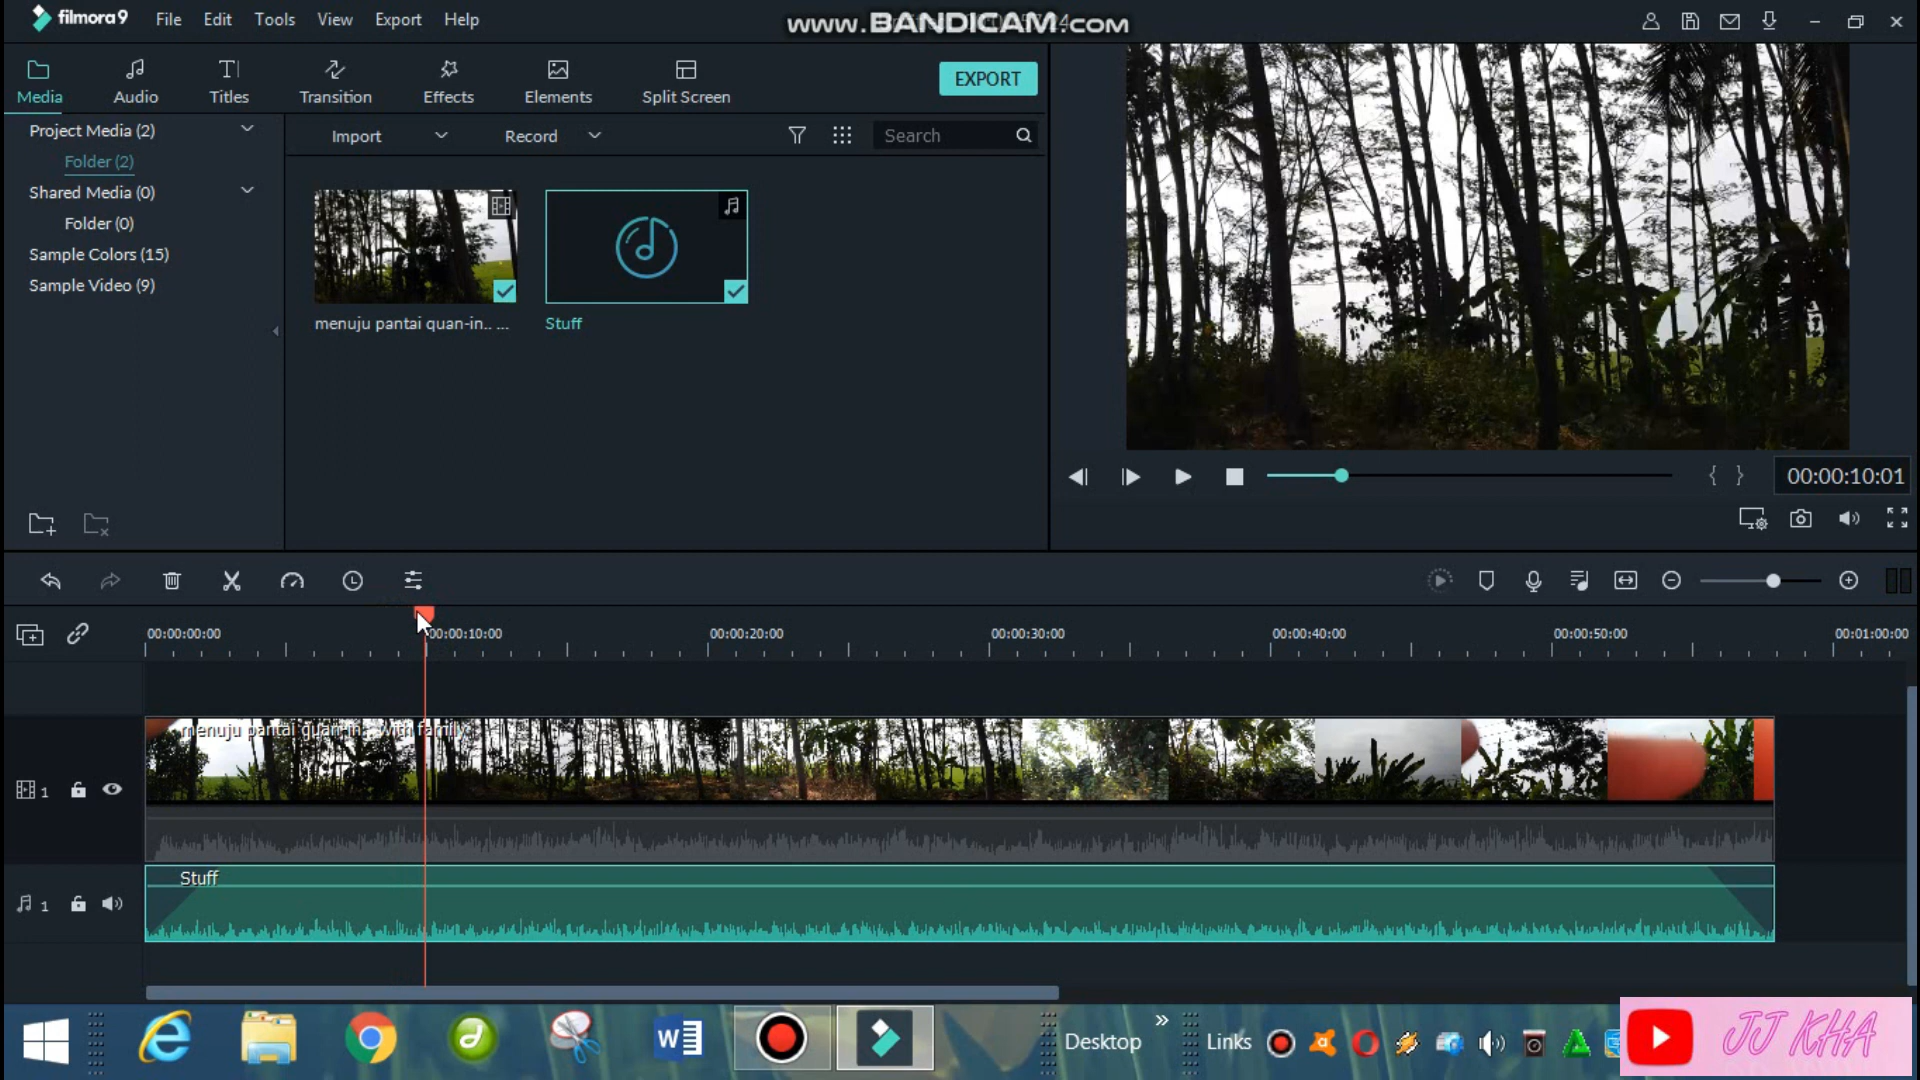 filmora9 File Edit Tools View Export Help
www.BANDICAM.com
Media Audio Titles Transition Effects Elements Split Screen EXPORT
Project Media (2)
Folder (2)
Shared Media (0)
Folder (0)
Sample Colors (15)
Sample Video (9)
Import Record Search
menuju pantai quan-in.. ...
Stuff
00:00:10:01
00:00:00:00 00:00:10:00 00:00:20:00 00:00:30:00 00:00:40:00 00:00:50:00 00:01:00:00
menuju pantai quan-in.. with family
1
Stuff
1
Desktop » Links
JJ KHA